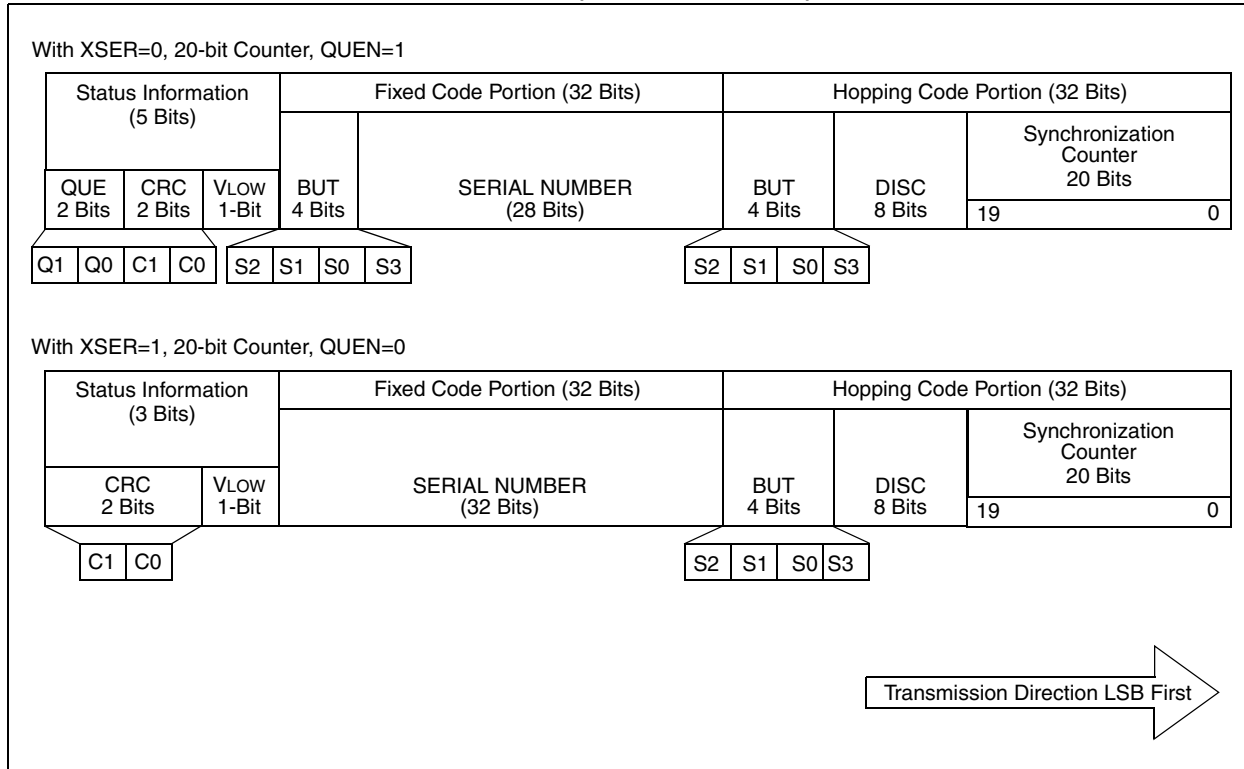 With XSER=0, 20-bit Counter, QUEN=1
Status Information
(5 Bits)
Fixed Code Portion (32 Bits)
Hopping Code Portion (32 Bits)
QUE
2 Bits
CRC
2 Bits
VLOW
1-Bit
BUT
4 Bits
SERIAL NUMBER
(28 Bits)
BUT
4 Bits
DISC
8 Bits
Synchronization
Counter
20 Bits
19 0
Q1 Q0 C1 C0
S2 S1 S0 S3
S2 S1 S0 S3
With XSER=1, 20-bit Counter, QUEN=0
Status Information
(3 Bits)
Fixed Code Portion (32 Bits)
Hopping Code Portion (32 Bits)
CRC
2 Bits
VLOW
1-Bit
SERIAL NUMBER
(32 Bits)
BUT
4 Bits
DISC
8 Bits
Synchronization
Counter
20 Bits
19 0
C1 C0
S2 S1 S0 S3
Transmission Direction LSB First